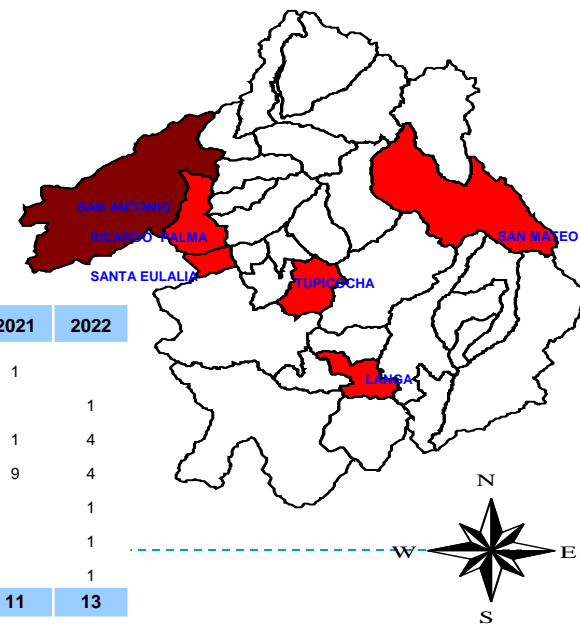 SAN ANTONIO
RICARDO PALMA
SAN MATEO
SANTA EULALIA
TUPICOCHA
LANGA
2021 2022
1
1
1 4
9 4
1
1
1
11 13
N
W E
S